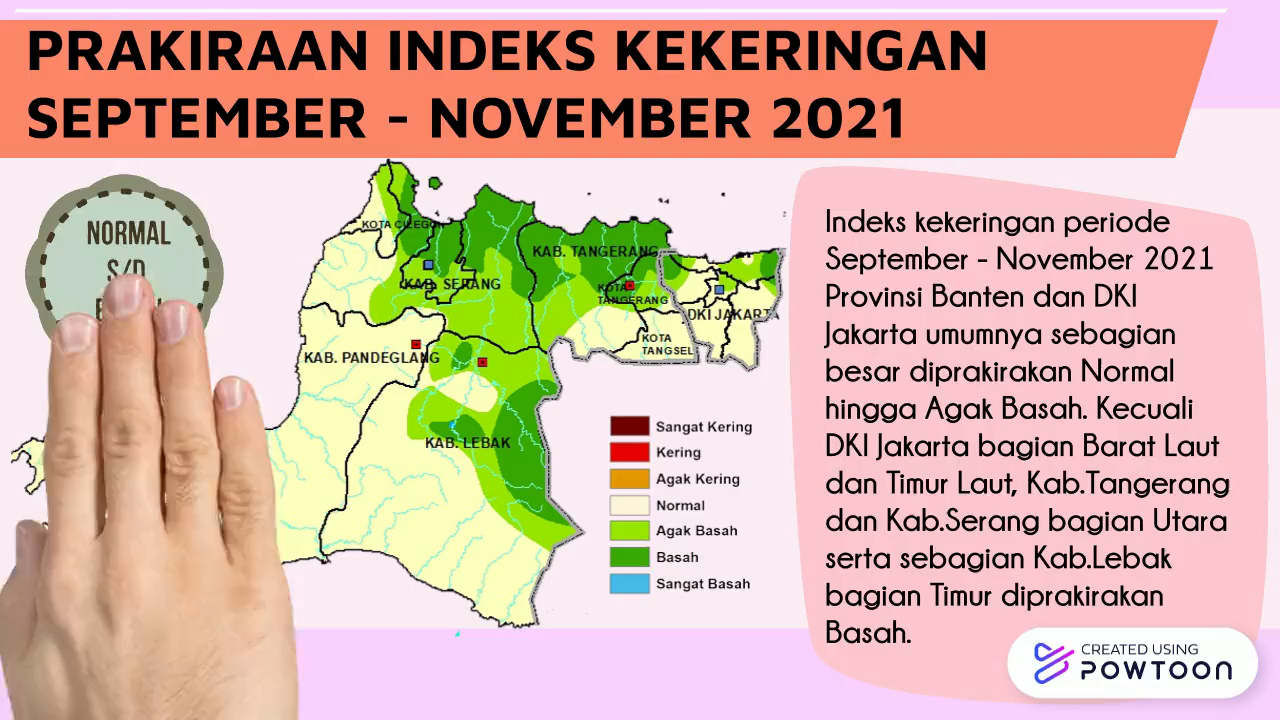 PRAKIRAAN INDEKS KEKERINGAN
SEPTEMBER - NOVEMBER 2021
NORMAL
S/D
KOTA CILEGON
KAB. SERANG
KAB. TANGERANG
KOTA
TANGERANG
DKI JAKARTA
KOTA
TANGSEL
KAB. PANDEGLANG
KAB. LEBAK
Sangat Kering
Kering
Agak Kering
Normal
Agak Basah
Basah
Sangat Basah
Indeks kekeringan periode
September - November 2021
Provinsi Banten dan DKI
Jakarta umumnya sebagian
besar diprakirakan Normal
hingga Agak Basah. Kecuali
DKI Jakarta bagian Barat Laut
dan Timur Laut, Kab.Tangerang
dan Kab.Serang bagian Utara
serta sebagian Kab.Lebak
bagian Timur diprakirakan
Basah.
CREATED USING
POWTOON